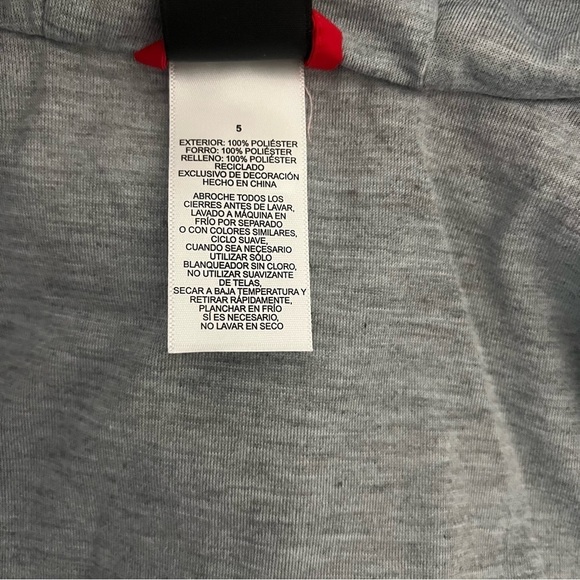 5
EXTERIOR: 100% POLIÉSTER
FORRO: 100% POLIÉSTER
RELLENO: 100% POLIÉSTER
RECICLADO
EXCLUSIVO DE DECORACIÓN
HECHO EN CHINA
ABROCHE TODOS LOS
CIERRES ANTES DE LAVAR,
LAVADO A MÁQUINA EN
FRÍO POR SEPARADO
O CON COLORES SIMILARES,
CICLO SUAVE,
CUANDO SEA NECESARIO
UTILIZAR SÓLO
BLANQUEADOR SIN CLORO,
NO UTILIZAR SUAVIZANTE
DE TELAS,
SECAR A BAJA TEMPERATURA Y
RETIRAR RÁPIDAMENTE,
PLANCHAR EN FRÍO
SÍ ES NECESARIO,
NO LAVAR EN SECO